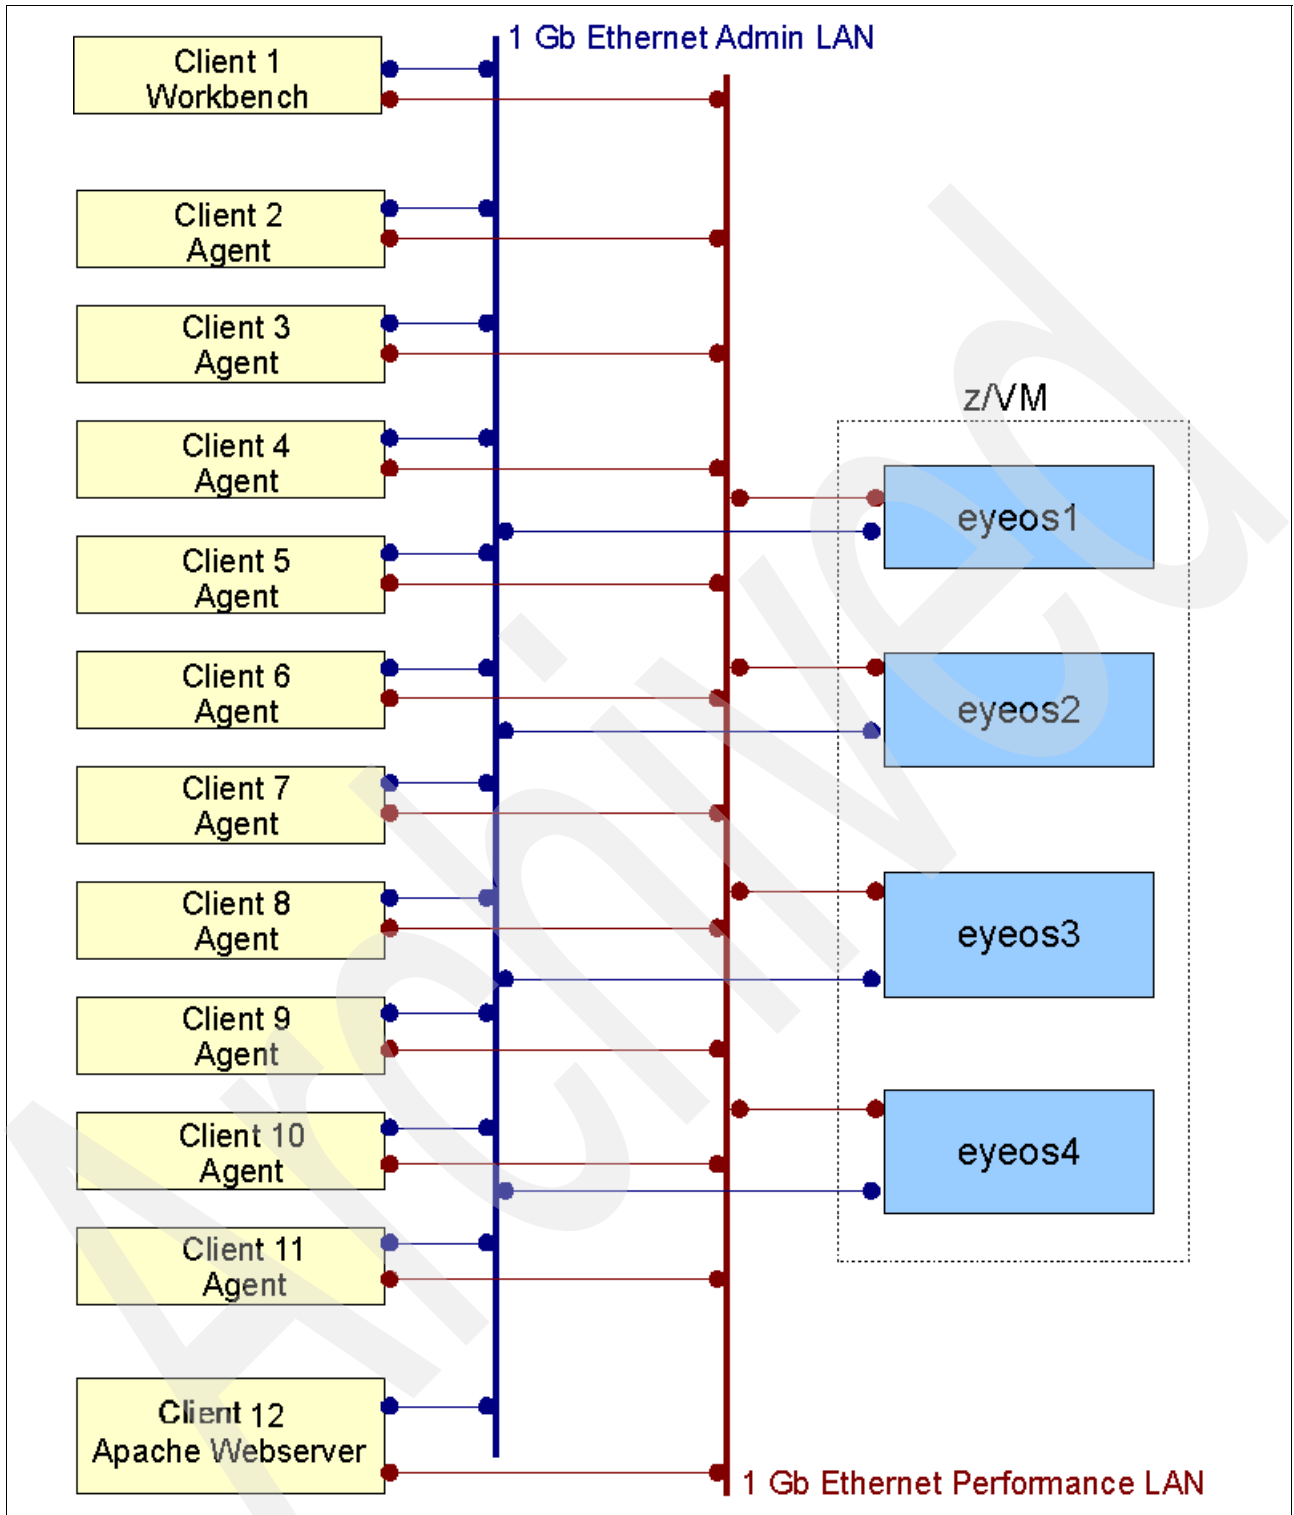 1 Gb Ethernet Admin LAN
Client 1
Workbench
Client 2
Agent
Client 3
Agent
Client 4
Agent
Client 5
Agent
Client 6
Agent
Client 7
Agent
Client 8
Agent
Client 9
Agent
Client 10
Agent
Client 11
Agent
Client 12
Apache Webserver
z/VM
eyeos1
eyeos2
eyeos3
eyeos4
1 Gb Ethernet Performance LAN
Archived